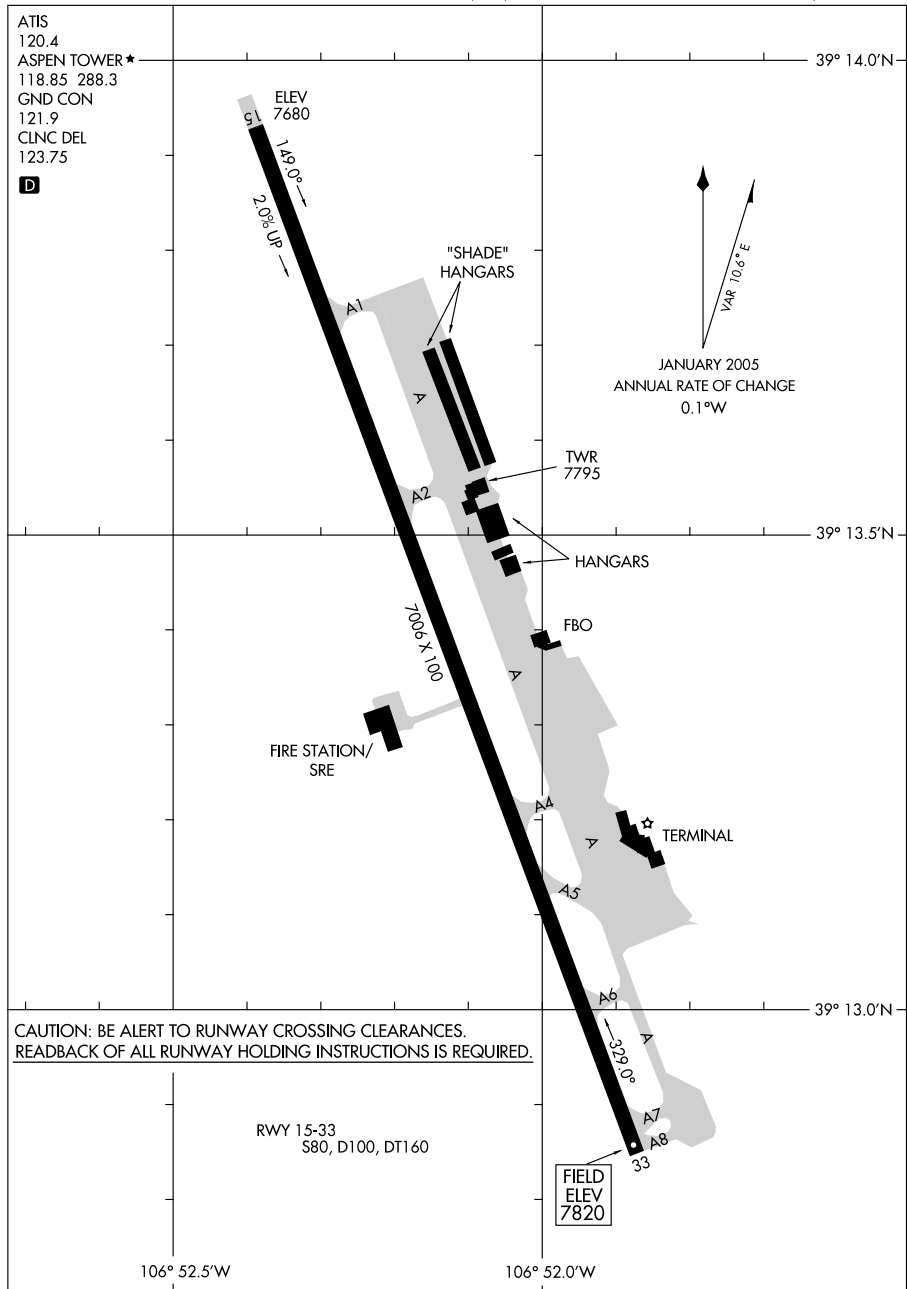 ATIS
120.4
ASPEN TOWER★
118.85 288.3
GND CON
121.9
CLNC DEL
123.75
D
39° 14.0'N
15
ELEV
7680
149.0°
2.0% UP
"SHADE"
HANGARS
VAR 10.6° E
JANUARY 2005
ANNUAL RATE OF CHANGE
0.1°W
A1
A
TWR
7795
A2
39° 13.5'N
HANGARS
7006 X 100
FBO
A
FIRE STATION/
SRE
A4
TERMINAL
A
A5
A6
39° 13.0'N
CAUTION: BE ALERT TO RUNWAY CROSSING CLEARANCES.
READBACK OF ALL RUNWAY HOLDING INSTRUCTIONS IS REQUIRED.
329.0°
A
A7
RWY 15-33
S80, D100, DT160
A8
33
FIELD
ELEV
7820
106° 52.5'W
106° 52.0'W